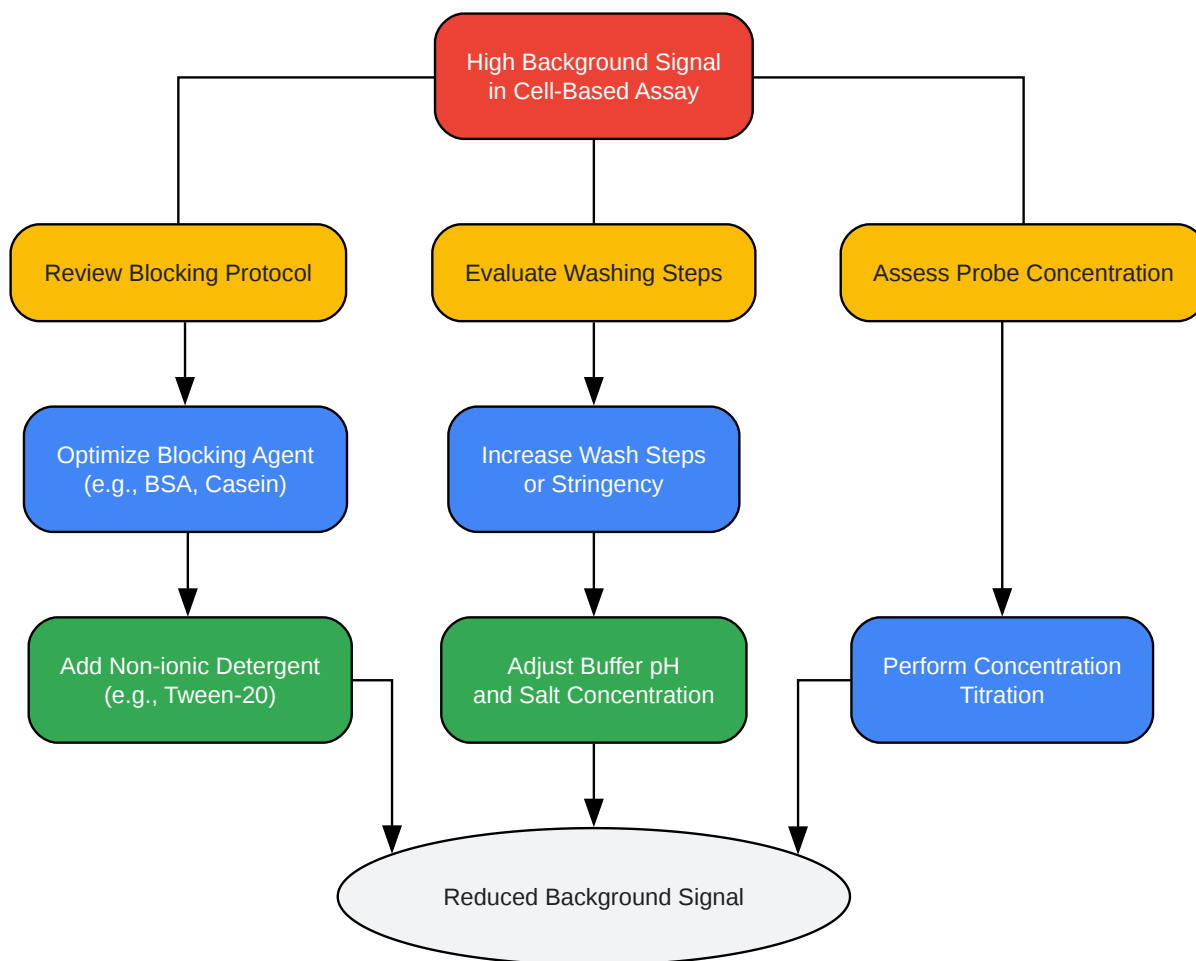 High Background Signal
in Cell-Based Assay
Review Blocking Protocol
Evaluate Washing Steps
Assess Probe Concentration
Optimize Blocking Agent
(e.g., BSA, Casein)
Increase Wash Steps
or Stringency
Add Non-ionic Detergent
(e.g., Tween-20)
Adjust Buffer pH
and Salt Concentration
Perform Concentration
Titration
Reduced Background Signal